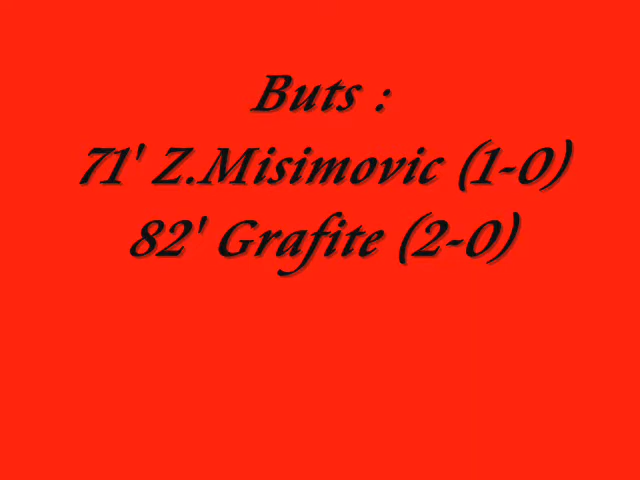 Buts :
71' Z.Misimovic (1-0)
82' Grafite (2-0)